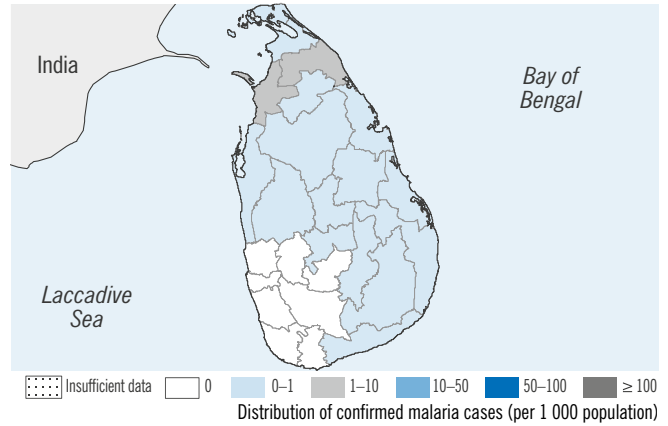 India
Bay of
Bengal
Laccadive
Sea
Insufficient data 0 0–1 1–10 10–50 50–100 ≥ 100
Distribution of confirmed malaria cases (per 1 000 population)